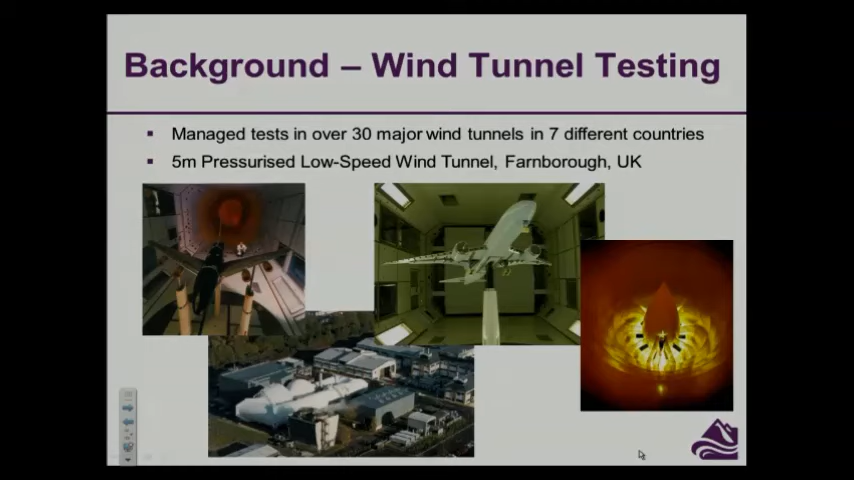 Background – Wind Tunnel Testing
Managed tests in over 30 major wind tunnels in 7 different countries
5m Pressurised Low-Speed Wind Tunnel, Farnborough, UK